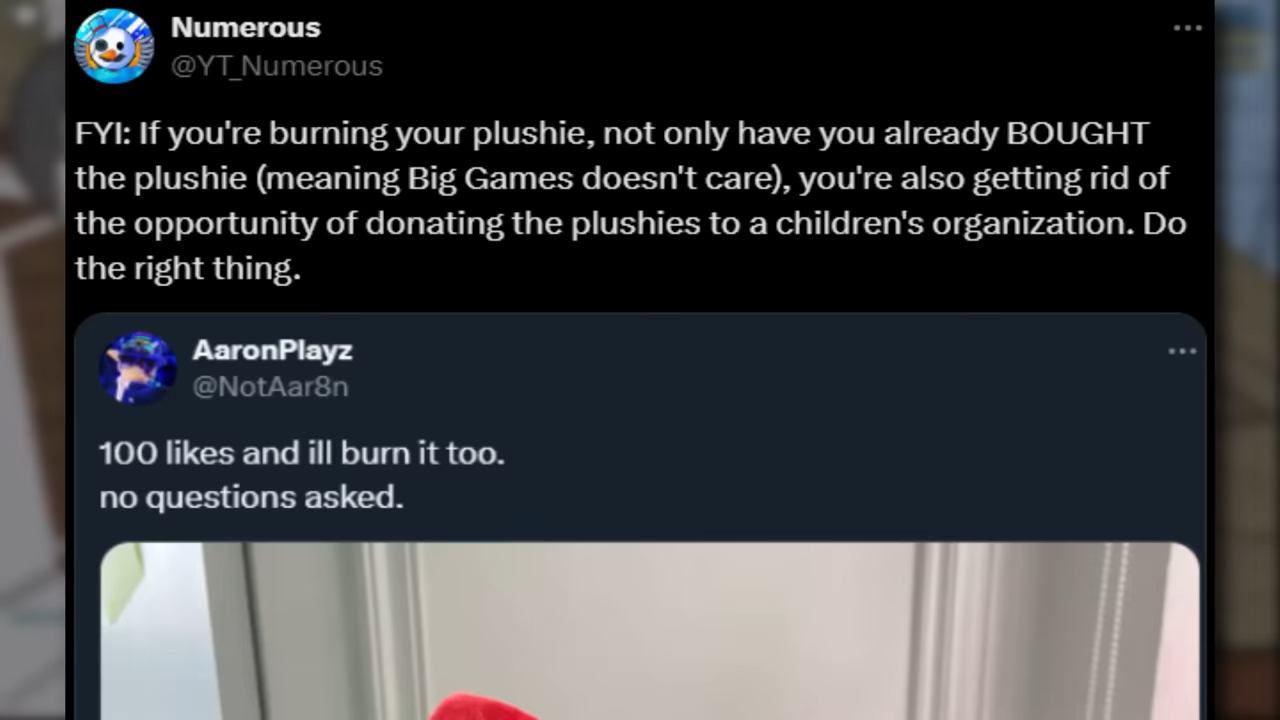 Numerous
@YT_Numerous
FYI: If you're burning your plushie, not only have you already BOUGHT
the plushie (meaning Big Games doesn't care), you're also getting rid of
the opportunity of donating the plushies to a children's organization. Do
the right thing.
AaronPlayz
@NotAar8n
100 likes and ill burn it too.
no questions asked.